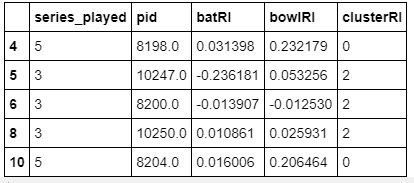 series_played pid batRI bowlRI clusterRI
4 5 8198.0 0.031398 0.232179 0
5 3 10247.0 -0.236181 0.053256 2
6 3 8200.0 -0.013907 -0.012530 2
8 3 10250.0 0.010861 0.025931 2
10 5 8204.0 0.016006 0.206464 0